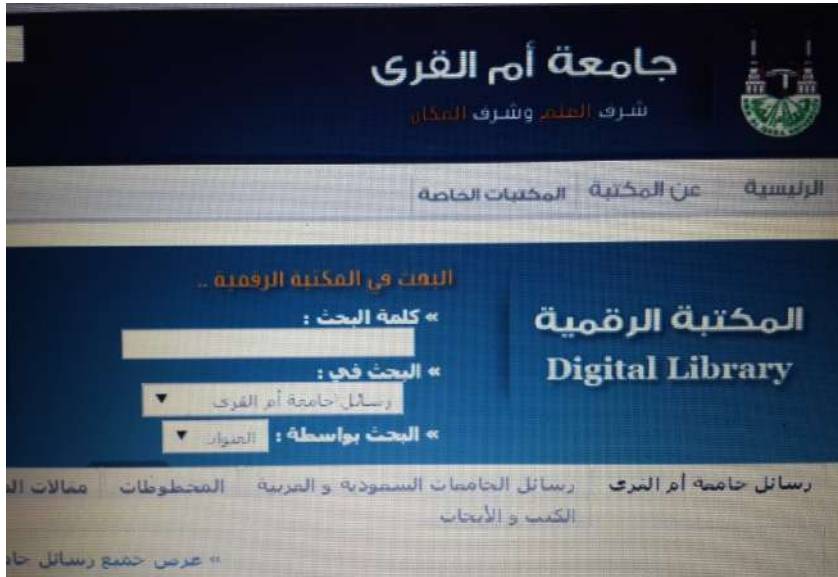 جامعة أم القرى
شرف العلم وشرف المكان
الرئيسية عن المكتبة المكتبات الخاصة
البحث في المكتبة الرقمية ..
المكتبة الرقمية
Digital Library
» كلمة البحث :
» البحث في :
رسائل جامعة أم القرى
» البحث بواسطة : العنوان
رسائل جامعة أم القرى رسائل الجامعات السعودية و العربية المخطوطات مقالات
الكتب و الأبحاث
» عرض جميع رسائل